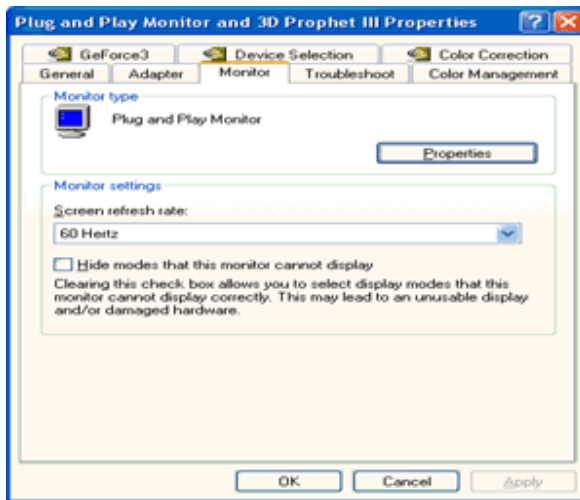 Plug and Play Monitor and 3D Prophet III Properties
GeForce3 Device Selection Color Correction
General Adapter Monitor Troubleshoot Color Management
Monitor type
Plug and Play Monitor
Properties
Monitor settings
Screen refresh rate:
60 Hertz
Hide modes that this monitor cannot display
Clearing this check box allows you to select display modes that this
monitor cannot display correctly. This may lead to an unusable display
and/or damaged hardware.
OK Cancel Apply